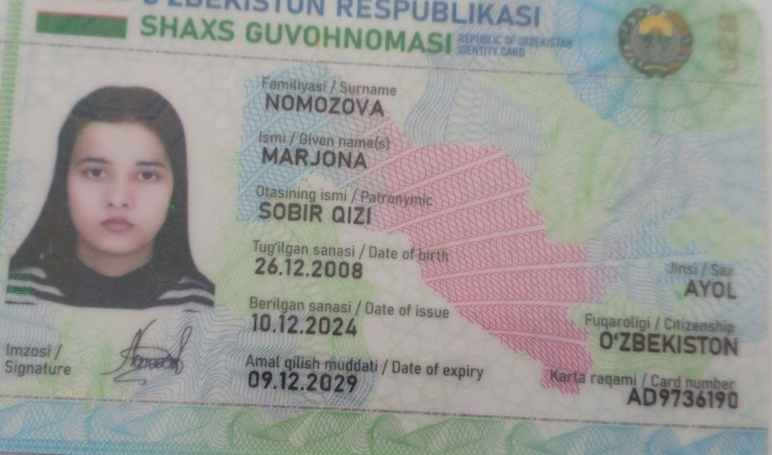 O'ZBEKISTON RESPUBLIKASI
SHAXS GUVOHNOMASI
REPUBLIC OF UZBEKISTAN
IDENTITY CARD
Familiyasi / Surname
NOMOZOVA
Ismi / Given name(s)
MARJONA
Otasining ismi / Patronymic
SOBIR QIZI
Tug'ilgan sanasi / Date of birth
26.12.2008
Jinsi / Sex
AYOL
Berilgan sanasi / Date of issue
10.12.2024
Fuqaroligi / Citizenship
O'ZBEKISTON
Imzosi /
Signature
Amal qilish muddati / Date of expiry
09.12.2029
Karta raqami / Card number
AD9736190